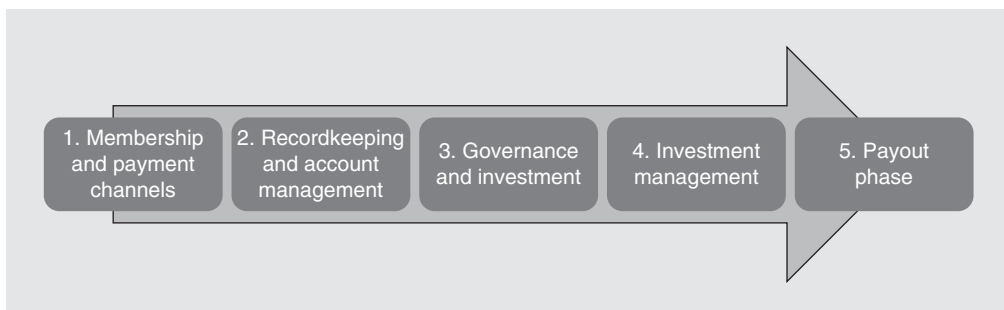 1. Membership
and payment
channels
2. Recordkeeping
and account
management
3. Governance
and investment
4. Investment
management
5. Payout
phase